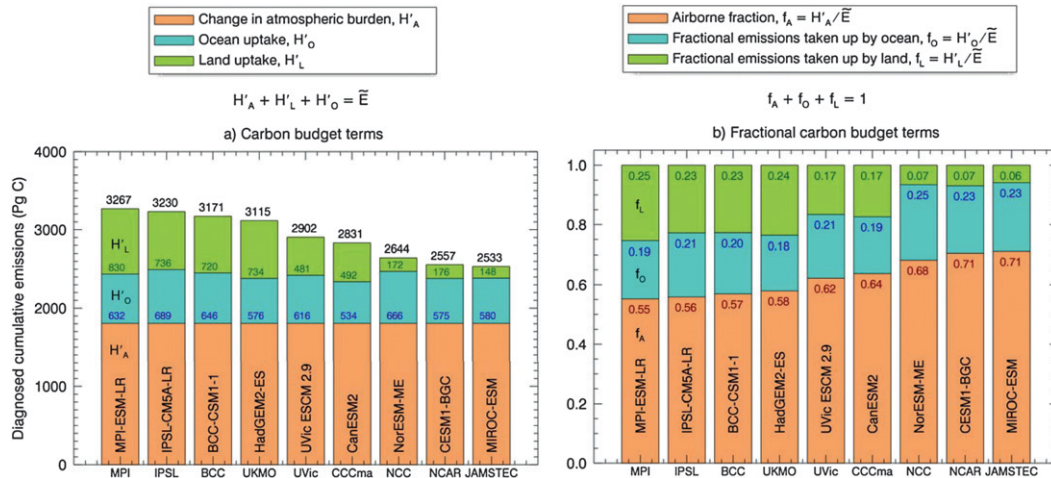 Change in atmospheric burden, H'A
Ocean uptake, H'O
Land uptake, H'L
H'A + H'L + H'O = Ẽ
a) Carbon budget terms
Diagnosed cumulative emissions (Pg C)
4000
3000
2000
1000
0
3267 3230 3171 3115 2902 2831 2644 2557 2533
H'L
830 736 720 734 481 492 172 176 148
H'O
632 689 646 576 616 534 666 575 580
H'A
MPI-ESM-LR IPSL-CM5A-LR BCC-CSM1-1 HadGEM2-ES UVic ESCM 2.9 CanESM2 NorESM-ME CESM1-BGC MIROC-ESM
MPI IPSL BCC UKMO UVic CCCma NCC NCAR JAMSTEC
Airborne fraction, fA = H'A/Ẽ
Fractional emissions taken up by ocean, fO = H'O/Ẽ
Fractional emissions taken up by land, fL = H'L/Ẽ
fA + fO + fL = 1
b) Fractional carbon budget terms
1.0
0.8
0.6
0.4
0.2
0.0
0.25 0.23 0.23 0.24 0.17 0.17 0.07 0.07 0.06
fL
0.19 0.21 0.20 0.18 0.21 0.19 0.25 0.23 0.23
fO
0.55 0.56 0.57 0.58 0.62 0.64 0.68 0.71 0.71
fA
MPI-ESM-LR IPSL-CM5A-LR BCC-CSM1-1 HadGEM2-ES UVic ESCM 2.9 CanESM2 NorESM-ME CESM1-BGC MIROC-ESM
MPI IPSL BCC UKMO UVic CCCma NCC NCAR JAMSTEC